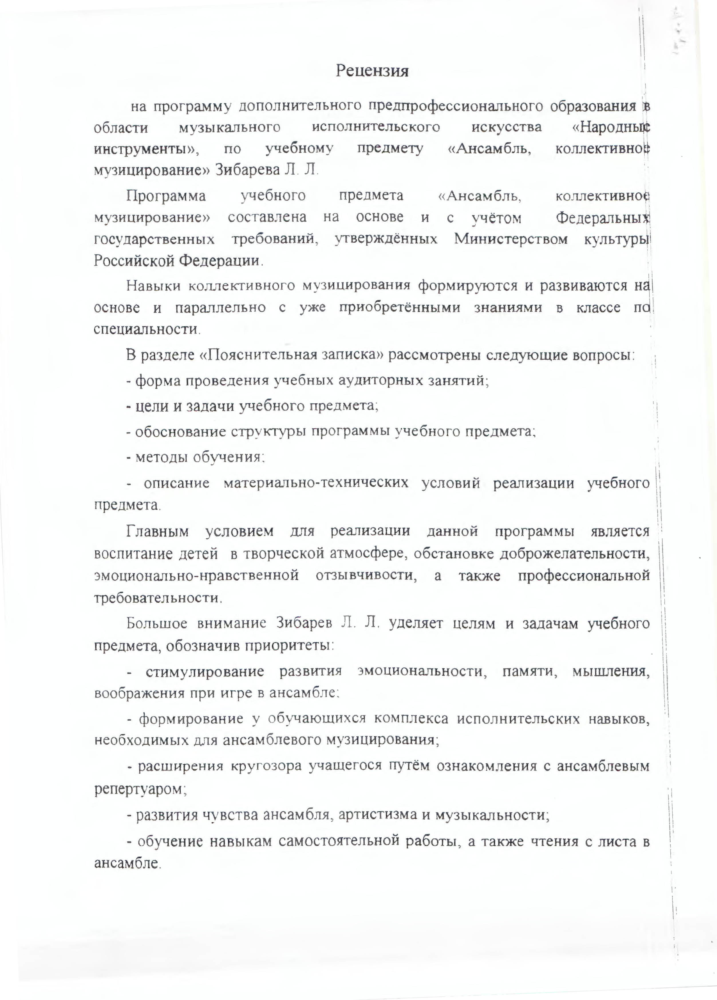 Рецензия
на программу дополнительного предпрофессионального образования в
области музыкального исполнительского искусства «Народные
инструменты», по учебному предмету «Ансамбль, коллективное
музицирование» Зибарева Л. Л.
Программа учебного предмета «Ансамбль, коллективное
музицирование» составлена на основе и с учётом Федеральных
государственных требований, утверждённых Министерством культуры
Российской Федерации.
Навыки коллективного музицирования формируются и развиваются на
основе и параллельно с уже приобретёнными знаниями в классе по
специальности.
В разделе «Пояснительная записка» рассмотрены следующие вопросы:
- форма проведения учебных аудиторных занятий;
- цели и задачи учебного предмета;
- обоснование структуры программы учебного предмета;
- методы обучения;
- описание материально-технических условий реализации учебного
предмета.
Главным условием для реализации данной программы является
воспитание детей в творческой атмосфере, обстановке доброжелательности,
эмоционально-нравственной отзывчивости, а также профессиональной
требовательности.
Большое внимание Зибарев Л. Л. уделяет целям и задачам учебного
предмета, обозначив приоритеты:
- стимулирование развития эмоциональности, памяти, мышления,
воображения при игре в ансамбле;
- формирование у обучающихся комплекса исполнительских навыков,
необходимых для ансамблевого музицирования;
- расширения кругозора учащегося путём ознакомления с ансамблевым
репертуаром;
- развития чувства ансамбля, артистизма и музыкальности;
- обучение навыкам самостоятельной работы, а также чтения с листа в
ансамбле.